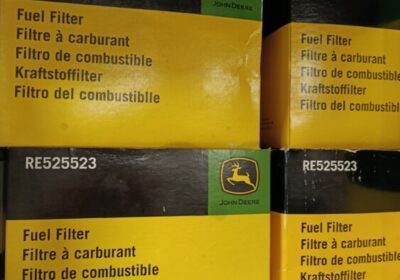 JOHN DEERE
Fuel Filter
Filtre à carburant
Filtro de combustible
Kraftstoffilter
Filtro del combustiblle
Fuel Filter
Filtre à carburant
Filtro de combustible
Kraftstoffilter
Filtro del combustible
RE525523
JOHN DEERE
Fuel Filter
Filtre à carburant
Filtro de combustible
RE525523
Fuel Filter
Filtre à carburant
Filtro de combustible
Kraftstoffilter